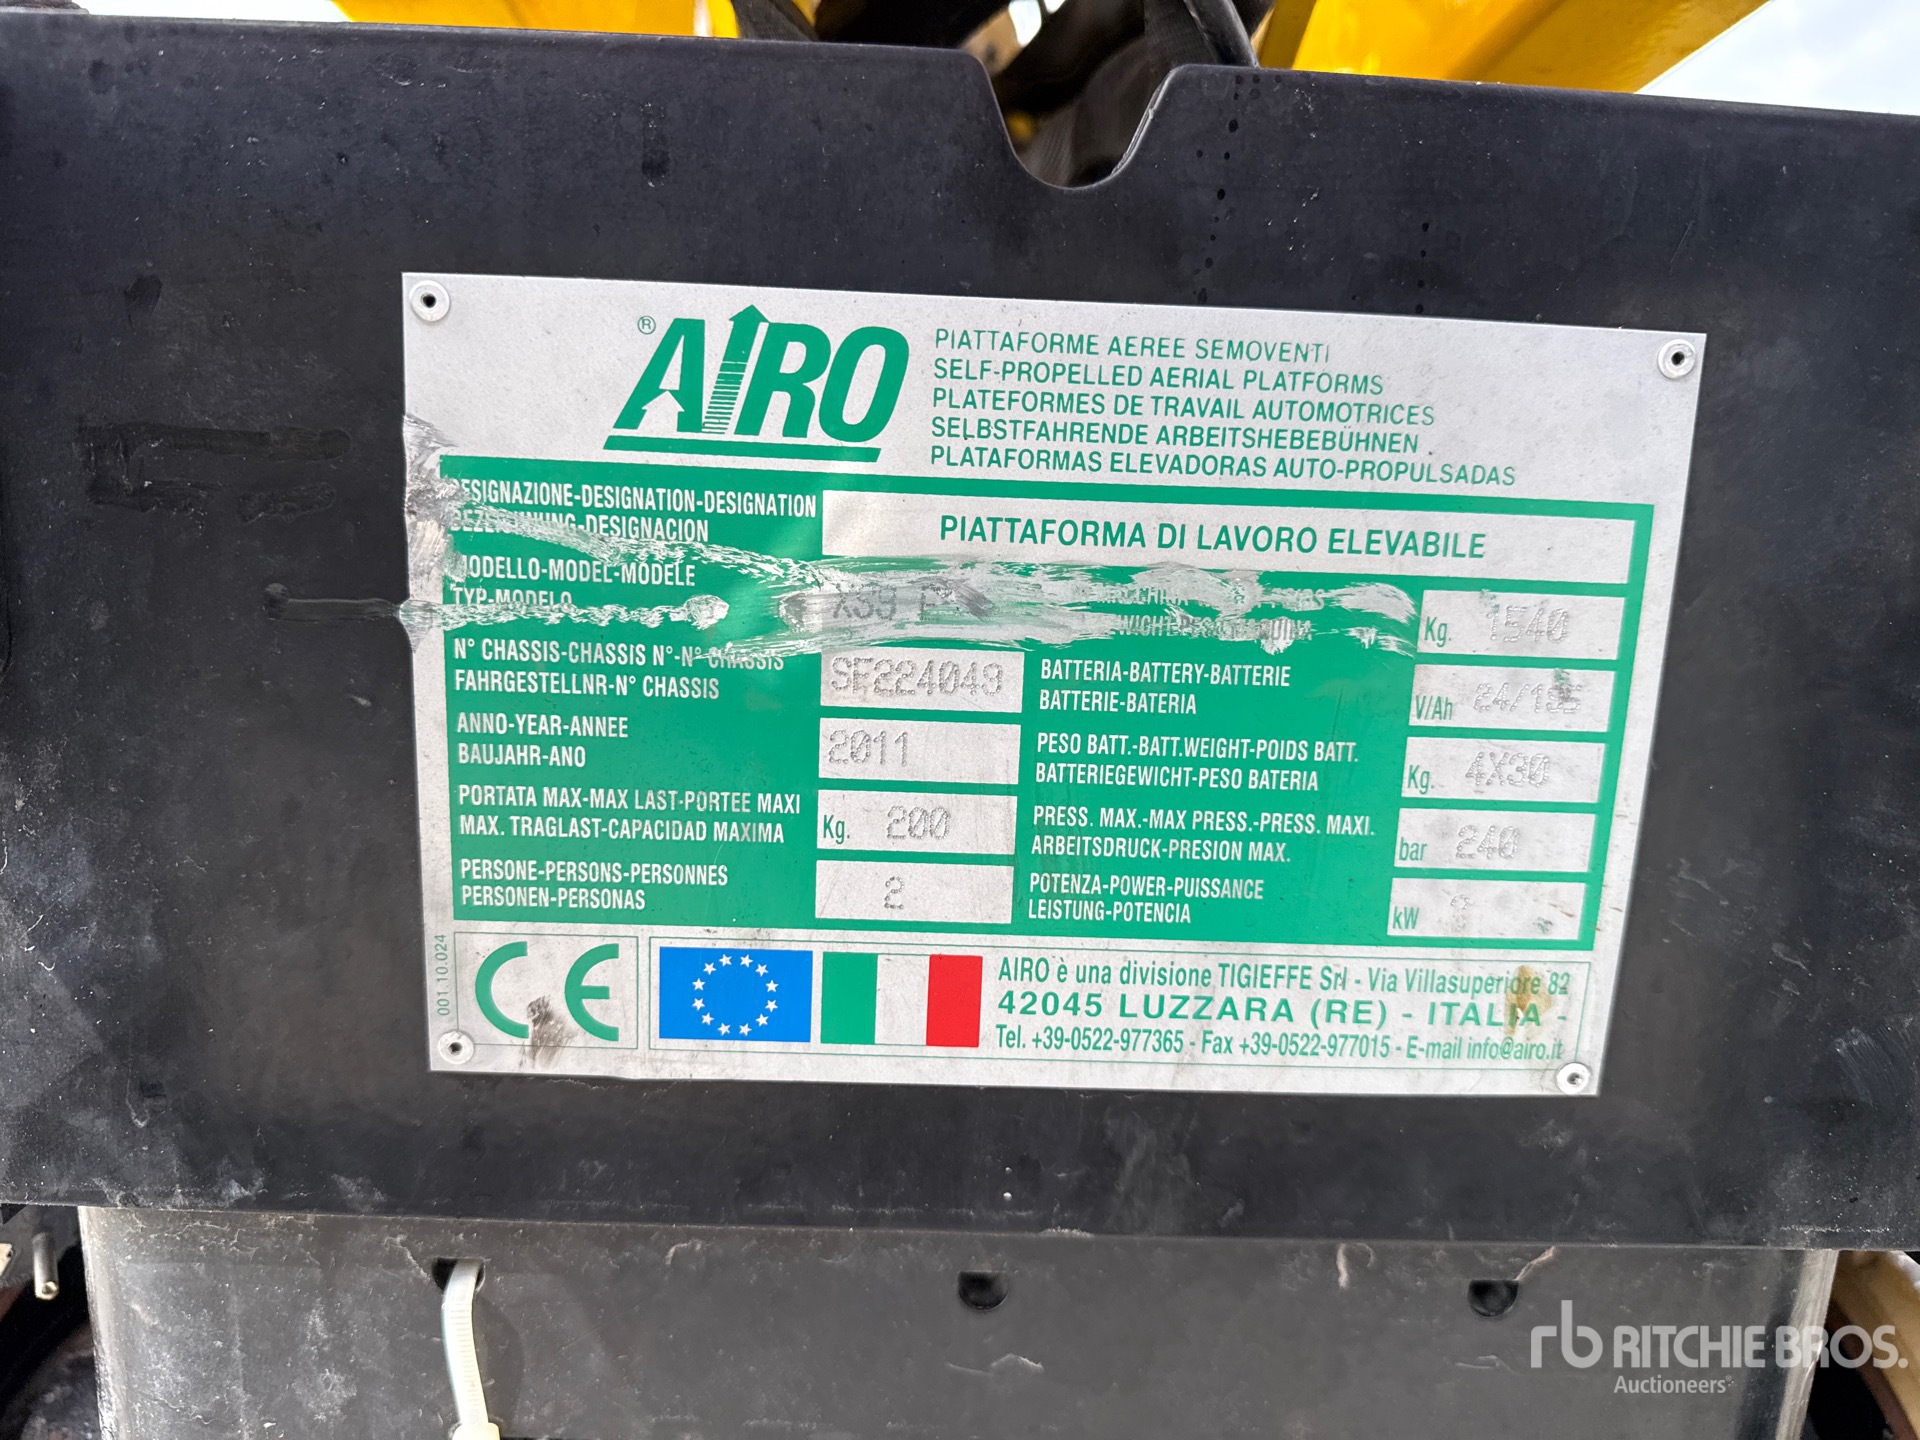 ® AIRO
PIATTAFORME AEREE SEMOVENTI
SELF-PROPELLED AERIAL PLATFORMS
PLATEFORMES DE TRAVAIL AUTOMOTRICES
SELBSTFAHRENDE ARBEITSHEBEBÜHNEN
PLATAFORMAS ELEVADORAS AUTO-PROPULSADAS
DESIGNAZIONE-DESIGNATION-DESIGNATION
BEZEICHNUNG-DESIGNACION
PIATTAFORMA DI LAVORO ELEVABILE
MODELLO-MODEL-MODÈLE
TYP-MODELO
Kg. 1540
N° CHASSIS-CHASSIS N°-N° CHASSIS
FAHRGESTELLNR-N° CHASSIS
SF224049
BATTERIA-BATTERY-BATTERIE
BATTERIE-BATERIA
V/Ah
ANNO-YEAR-ANNEE
BAUJAHR-ANO
2011
PESO BATT.-BATT.WEIGHT-POIDS BATT.
BATTERIEGEWICHT-PESO BATERIA
Kg. 4X30
PORTATA MAX-MAX LAST-PORTEE MAXI
MAX. TRAGLAST-CAPACIDAD MAXIMA
Kg. 200
PRESS. MAX.-MAX PRESS.-PRESS. MAXI.
ARBEITSDRUCK-PRESION MAX.
bar 240
PERSONE-PERSONS-PERSONNES
PERSONEN-PERSONAS
2
POTENZA-POWER-PUISSANCE
LEISTUNG-POTENCIA
kW
001.10.024
CE
AIRO è una divisione TIGIEFFE Srl - Via Villasuperiore 82
42045 LUZZARA (RE) - ITALIA -
Tel. +39-0522-977365 - Fax +39-0522-977015 - E-mail info@airo.it
rb RITCHIE BROS.
Auctioneers